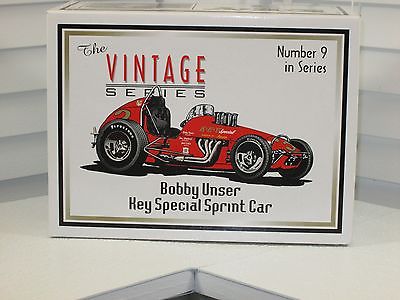 The
VINTAGE
SERIES
Number 9
in Series
Bobby Unser
Key Special Sprint Car